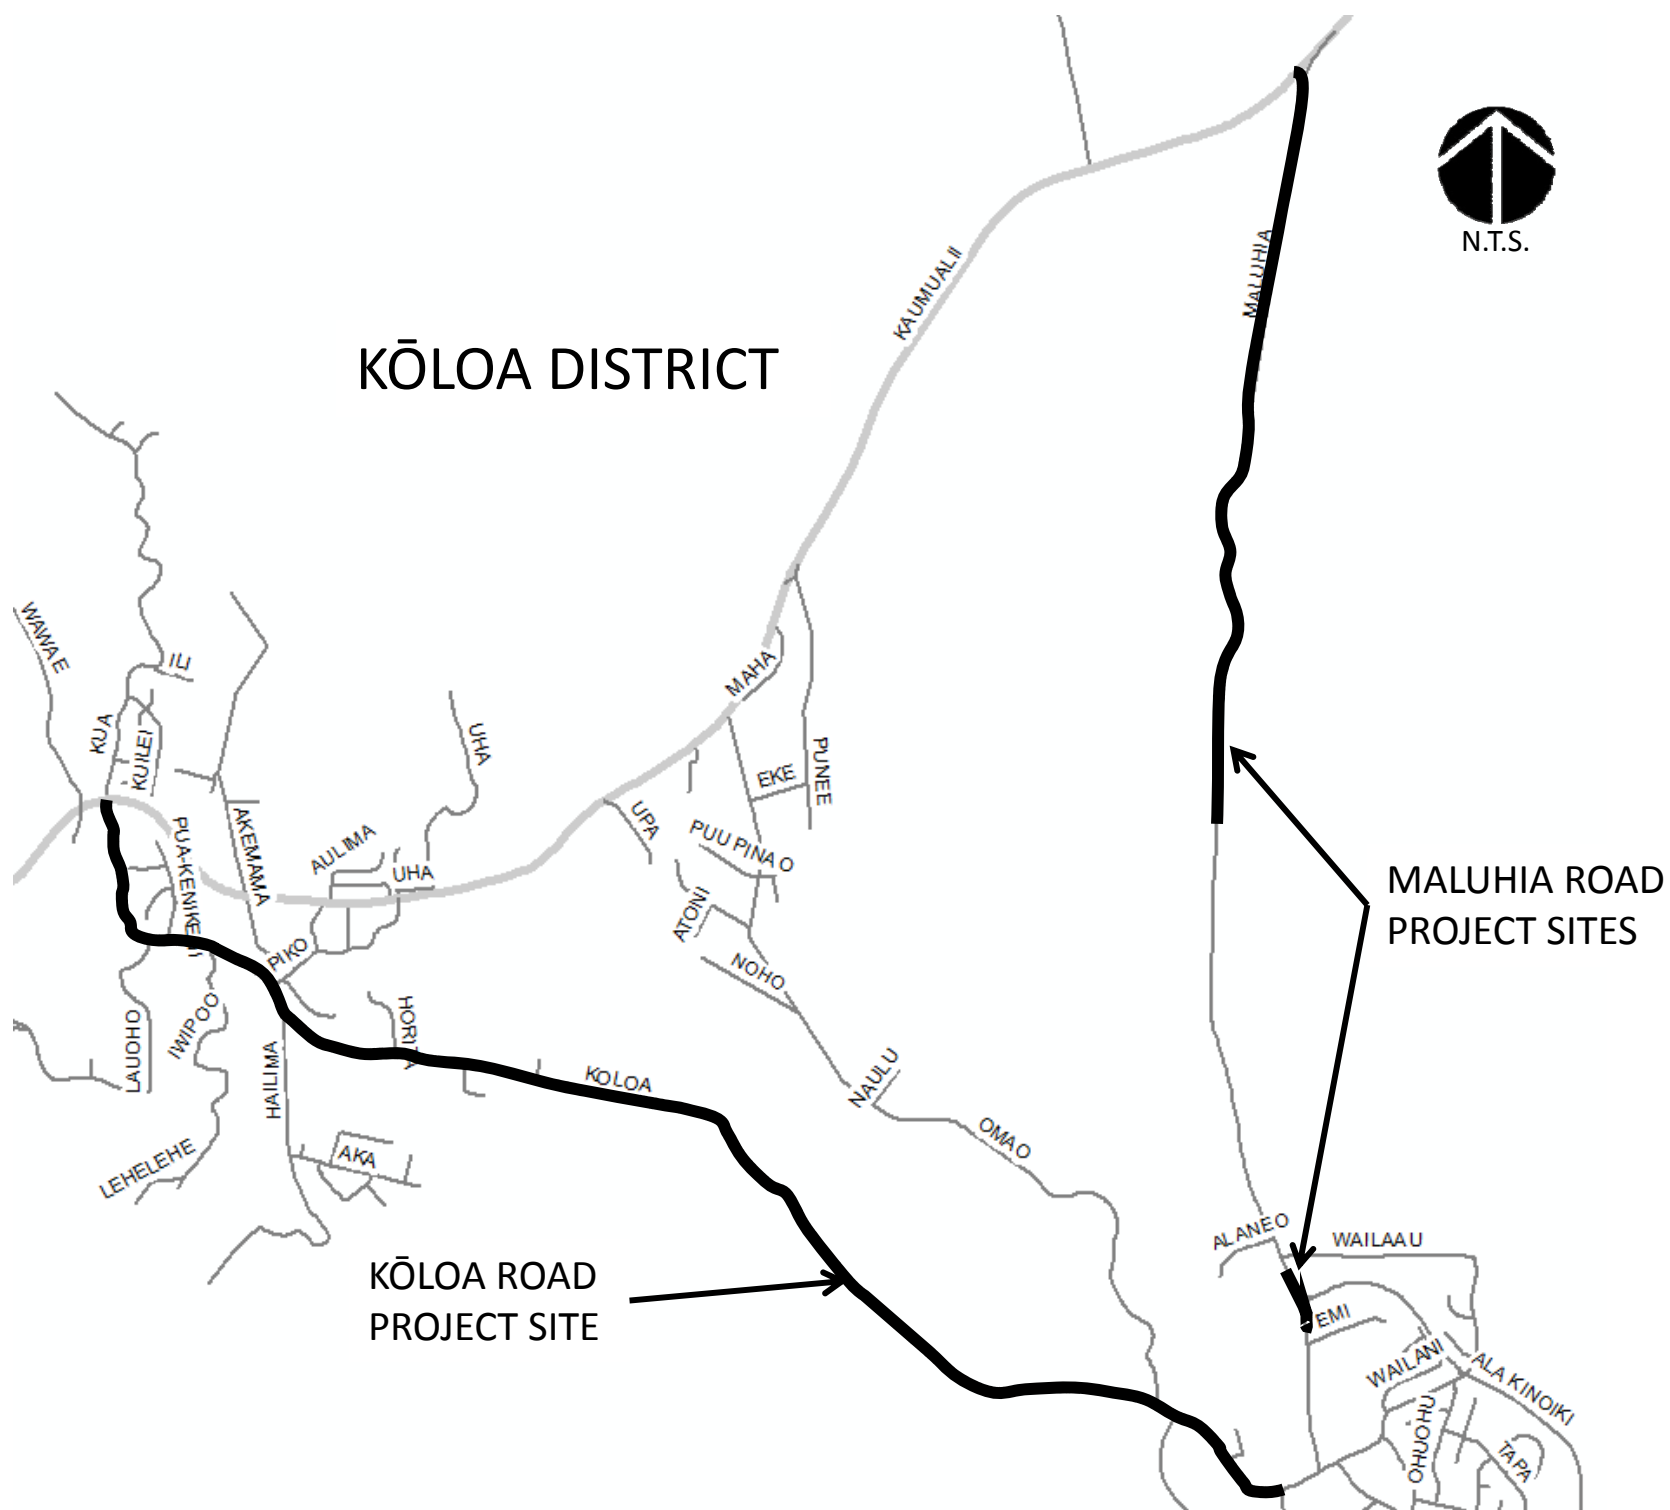 N.T.S.
MALUHIA
KAUMUALII
KŌLOA DISTRICT
WAWAE
ILI
KUA
KUILEI
UHA
MAHA
PUNEE
EKE
UPA
PUU PINAO
AKEMAMA
AULIMA
UHA
PUA-KENIKENI
ATONI
NOHO
PIKO
MALUHIA ROAD
PROJECT SITES
LAUOHO
IWIPOO
HAILIMA
HORITA
KOLOA
NAULU
OMAO
LEHELEHE
AKA
ALANEO
WAILAAU
KŌLOA ROAD
PROJECT SITE
EMI
WAILANI
ALA KINOIKI
OHUOHU
TAPA